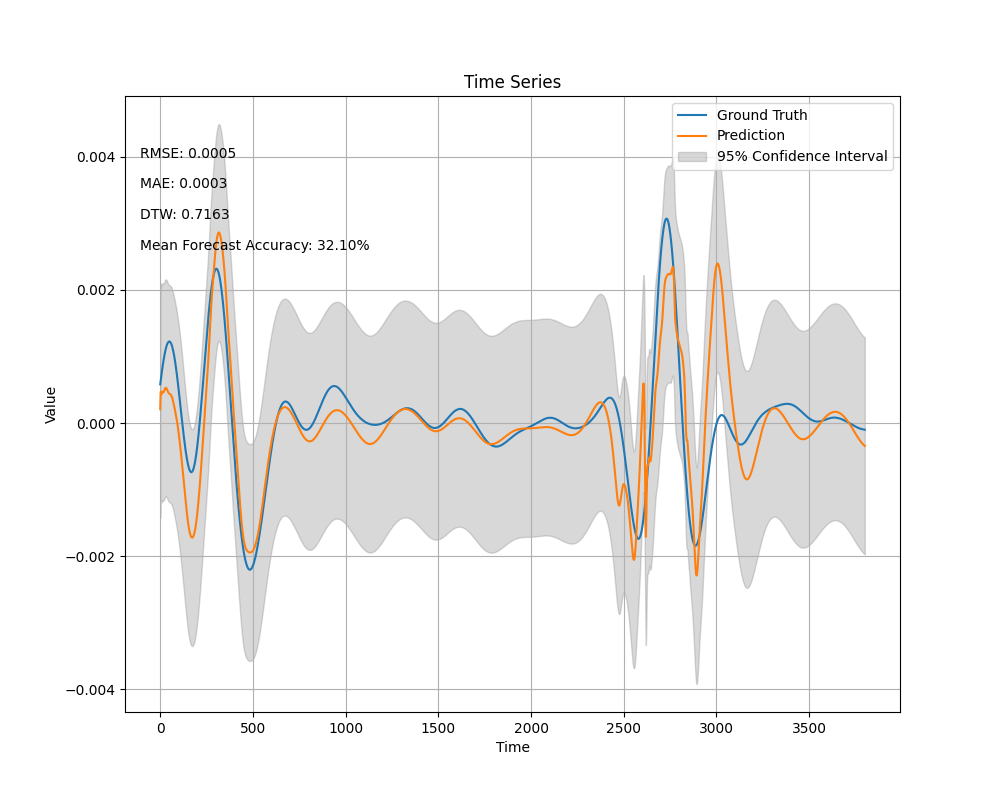 Time Series
Ground Truth
Prediction
95% Confidence Interval
RMSE: 0.0005
MAE: 0.0003
DTW: 0.7163
Mean Forecast Accuracy: 32.10%
Value
0.004
0.002
0.000
−0.002
−0.004
0 500 1000 1500 2000 2500 3000 3500
Time